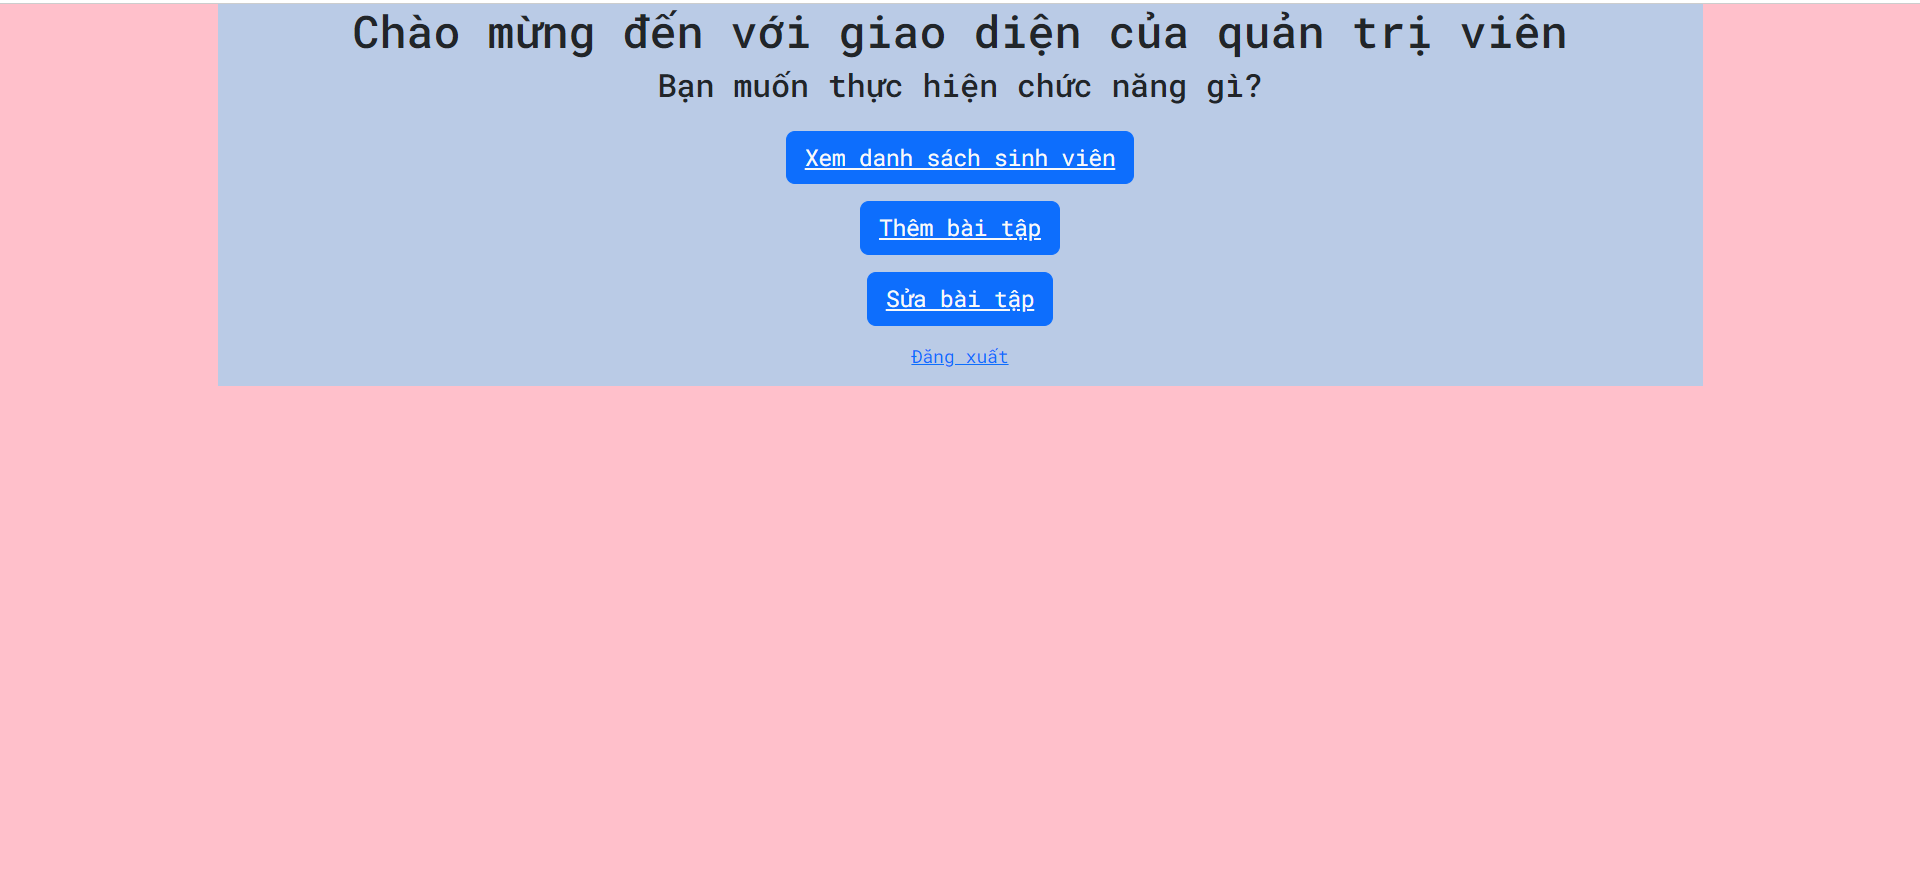 Chào mừng đến với giao diện của quản trị viên
Bạn muốn thực hiện chức năng gì?
Xem danh sách sinh viên
Thêm bài tập
Sửa bài tập
Đăng xuất